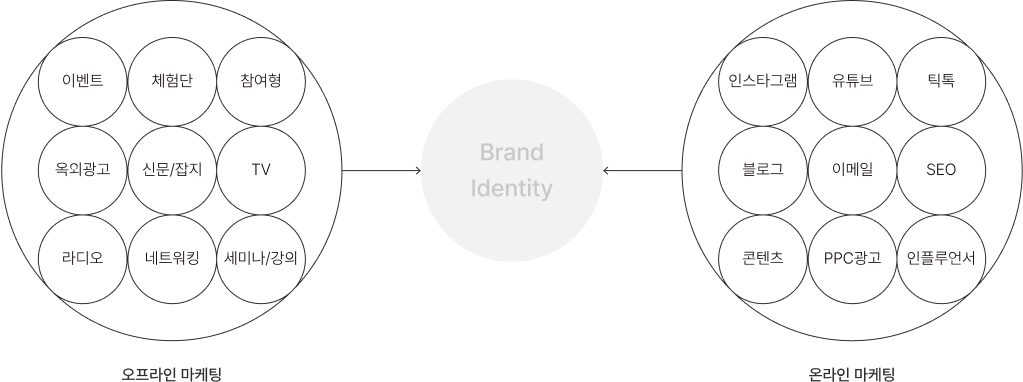 이벤트
체험단
참여형
옥외광고
신문/잡지
TV
라디오
네트워킹
세미나/강의
오프라인 마케팅
Brand
Identity
인스타그램
유튜브
틱톡
블로그
이메일
SEO
콘텐츠
PPC광고
인플루언서
온라인 마케팅